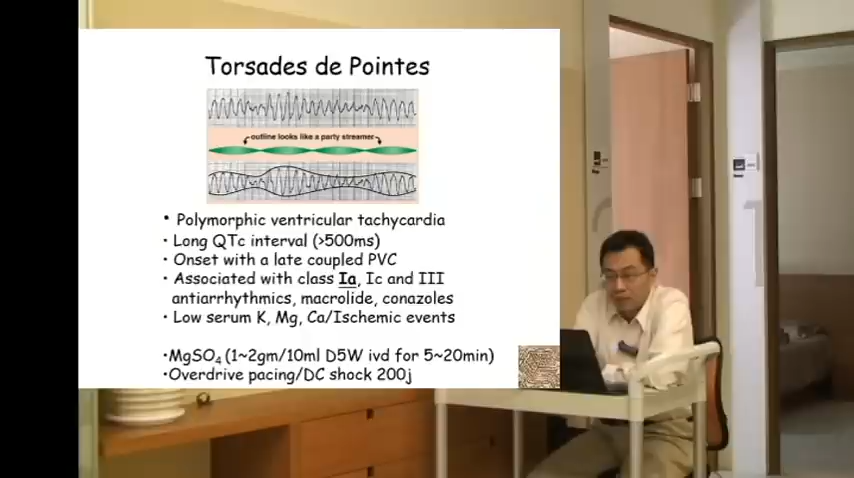 Torsades de Pointes
outline looks like a party streamer
• Polymorphic ventricular tachycardia
• Long QTc interval (>500ms)
• Onset with a late coupled PVC
• Associated with class Ia, Ic and III
antiarrhythmics, macrolide, conazoles
• Low serum K, Mg, Ca/Ischemic events
•MgSO₄ (1~2gm/10ml D5W ivd for 5~20min)
•Overdrive pacing/DC shock 200j